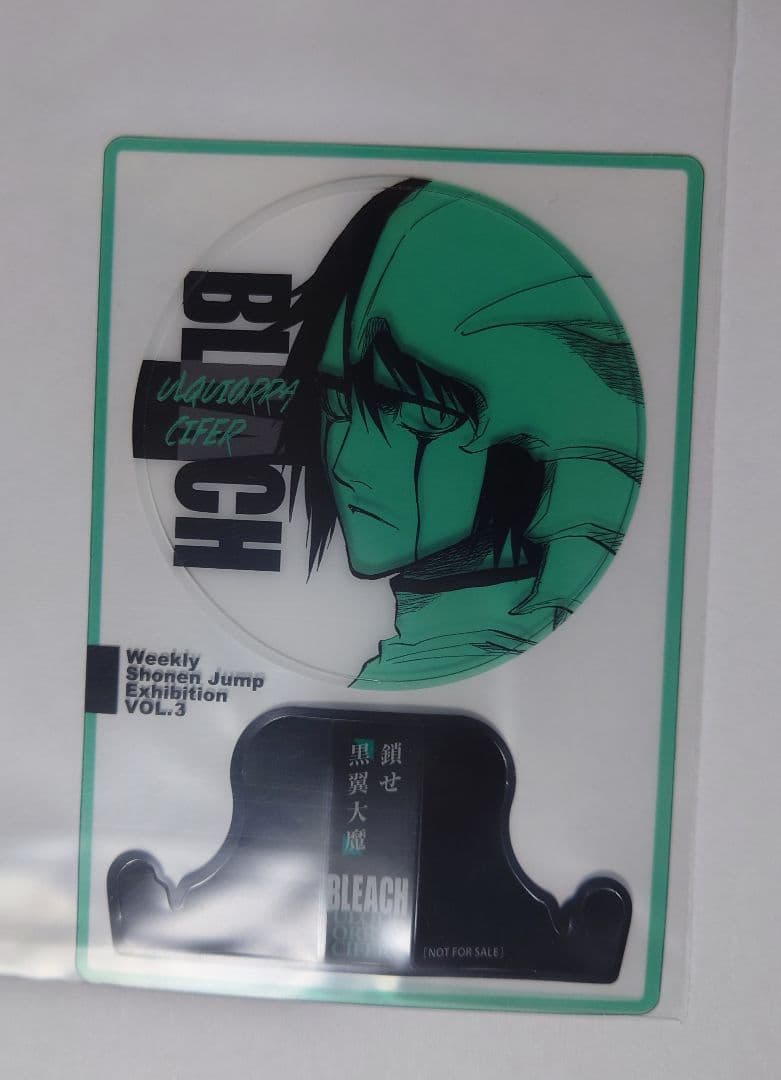 BLEACH
ULQUIORRA
CIFER
Weekly
Shonen Jump
Exhibition
VOL.3
鎖せ
黒翼大魔
BLEACH
CIFER
[NOT FOR SALE]